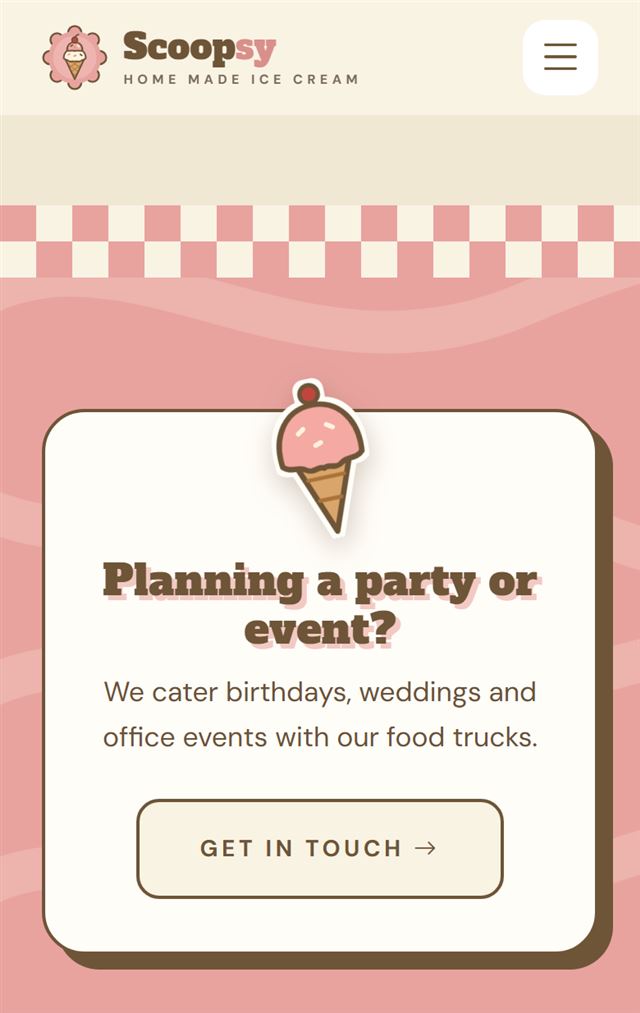 Scoopsy
HOME MADE ICE CREAM
Planning a party or
event?
We cater birthdays, weddings and
office events with our food trucks.
GET IN TOUCH →